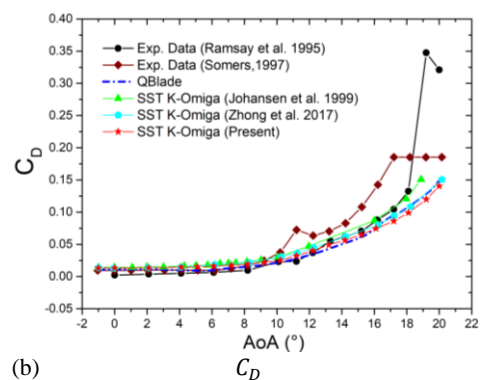 0.40
0.35
0.30
0.25
0.20
0.15
0.10
0.05
0.00
-0.05
C_D
Exp. Data (Ramsay et al. 1995)
Exp. Data (Somers,1997)
QBlade
SST K-Omiga (Johansen et al. 1999)
SST K-Omiga (Zhong et al. 2017)
SST K-Omiga (Present)
-2 0 2 4 6 8 10 12 14 16 18 20 22
AoA (°)
(b) C_D